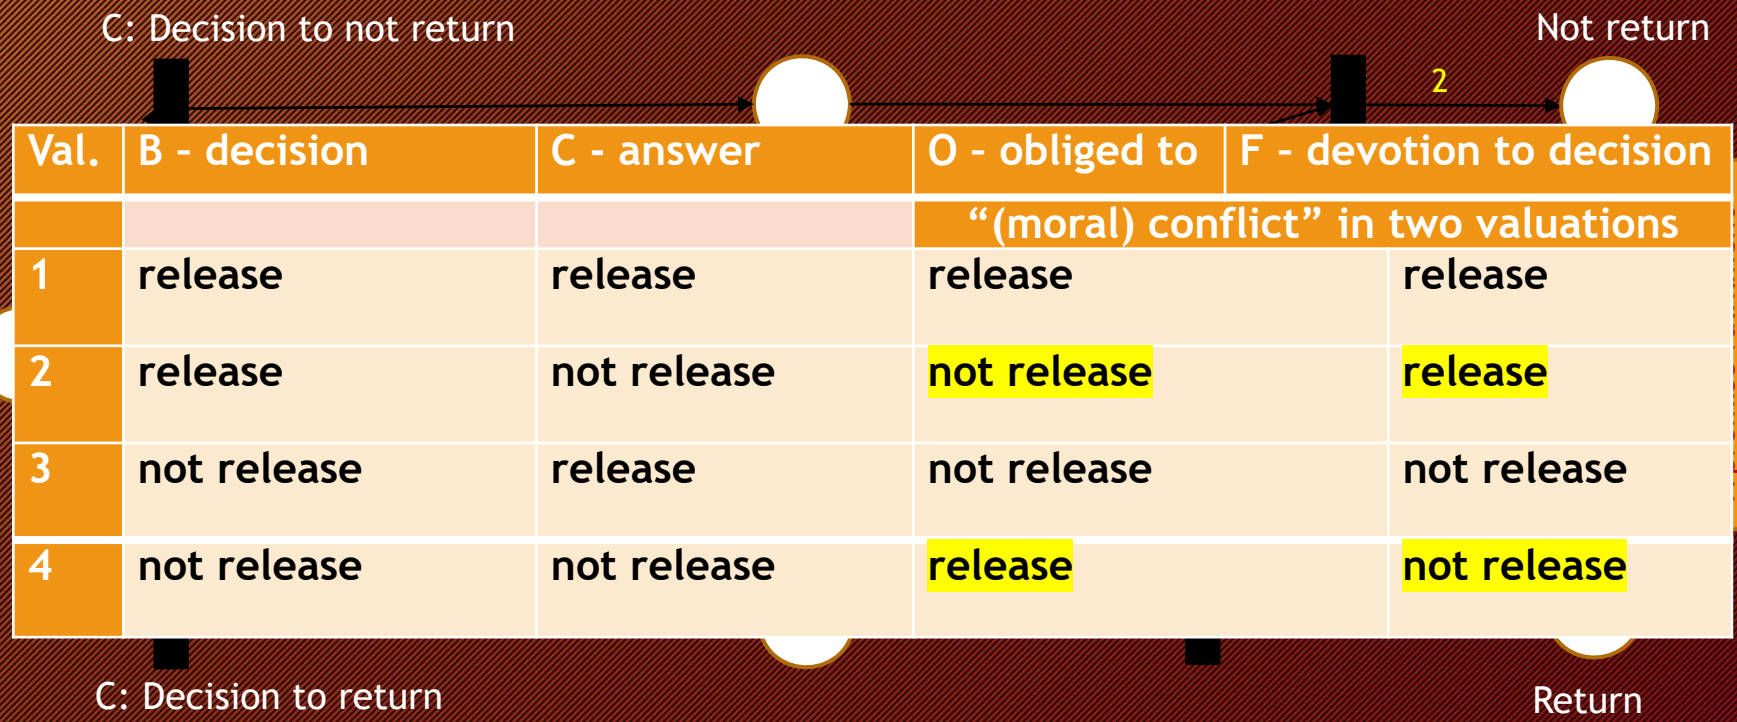 C: Decision to not return
Not return
2
Val. B – decision C - answer O – obliged to F – devotion to decision
“(moral) conflict” in two valuations
1 release release release release
2 release not release not release release
3 not release release not release not release
4 not release not release release not release
C: Decision to return
Return